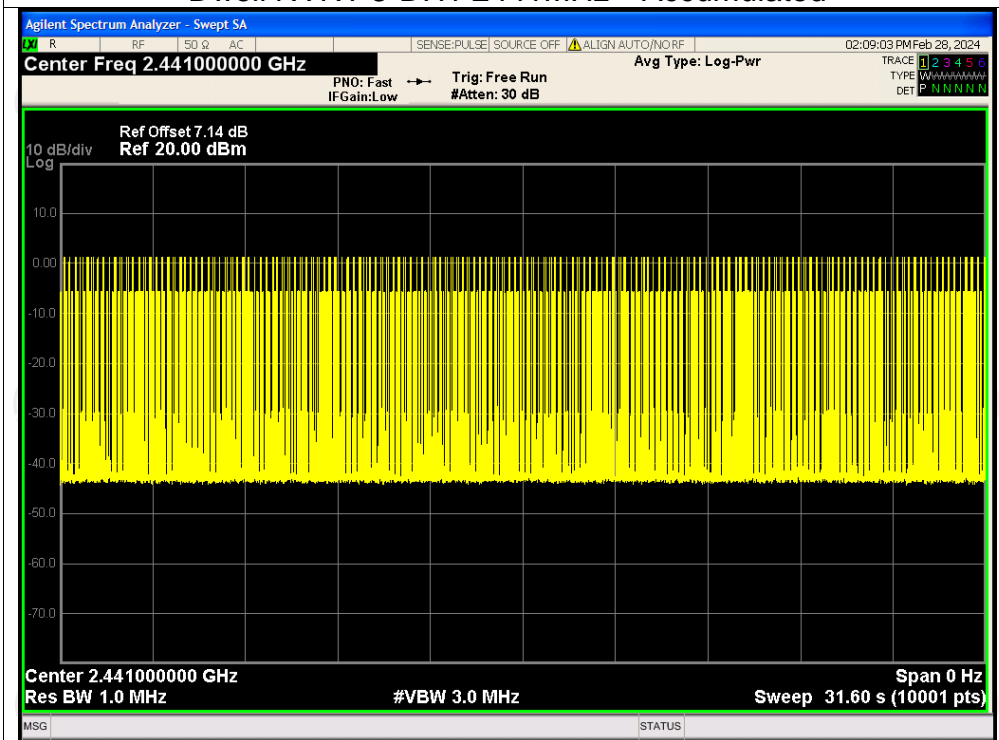 Agilent Spectrum Analyzer - Swept SA
LXI R RF 50 Ω AC SENSE:PULSE SOURCE OFF ALIGN AUTO/NO RF 02:09:03 PM Feb 28, 2024
Center Freq 2.441000000 GHz Avg Type: Log-Pwr TRACE 1 2 3 4 5 6
PNO: Fast Trig: Free Run TYPE
IFGain:Low #Atten: 30 dB DET P N N N N N
Ref Offset 7.14 dB
10 dB/div Ref 20.00 dBm
Log
10.0
0.00
-10.0
-20.0
-30.0
-40.0
-50.0
-60.0
-70.0
Center 2.441000000 GHz Span 0 Hz
Res BW 1.0 MHz #VBW 3.0 MHz Sweep 31.60 s (10001 pts)
MSG STATUS